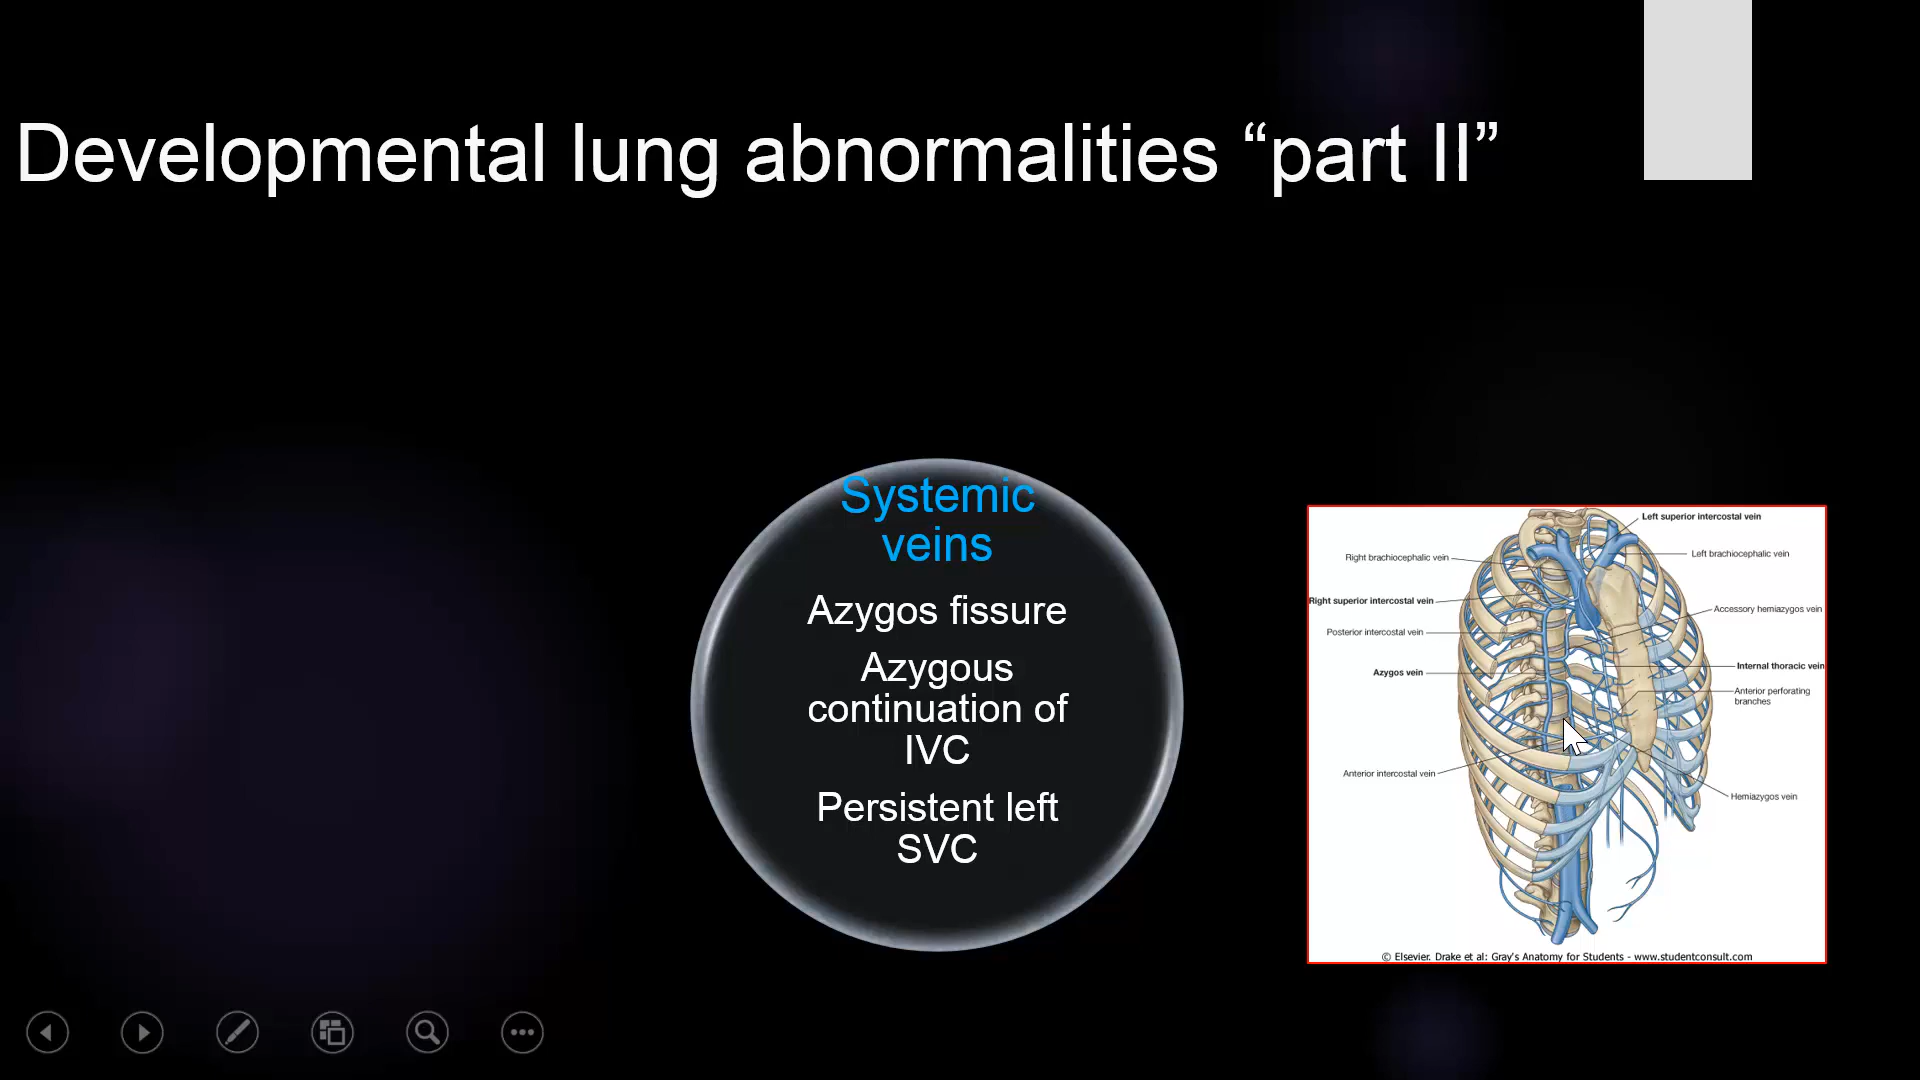 Developmental lung abnormalities “part II”
Systemic
veins
Azygos fissure
Azygous
continuation of
IVC
Persistent left
SVC
Left superior intercostal vein
Right brachiocephalic vein
Left brachiocephalic vein
Right superior intercostal vein
Accessory hemiazygos vein
Posterior intercostal vein
Azygos vein
Internal thoracic vein
Anterior perforating
branches
Anterior intercostal vein
Hemiazygos vein
© Elsevier. Drake et al: Gray's Anatomy for Students - www.studentconsult.com